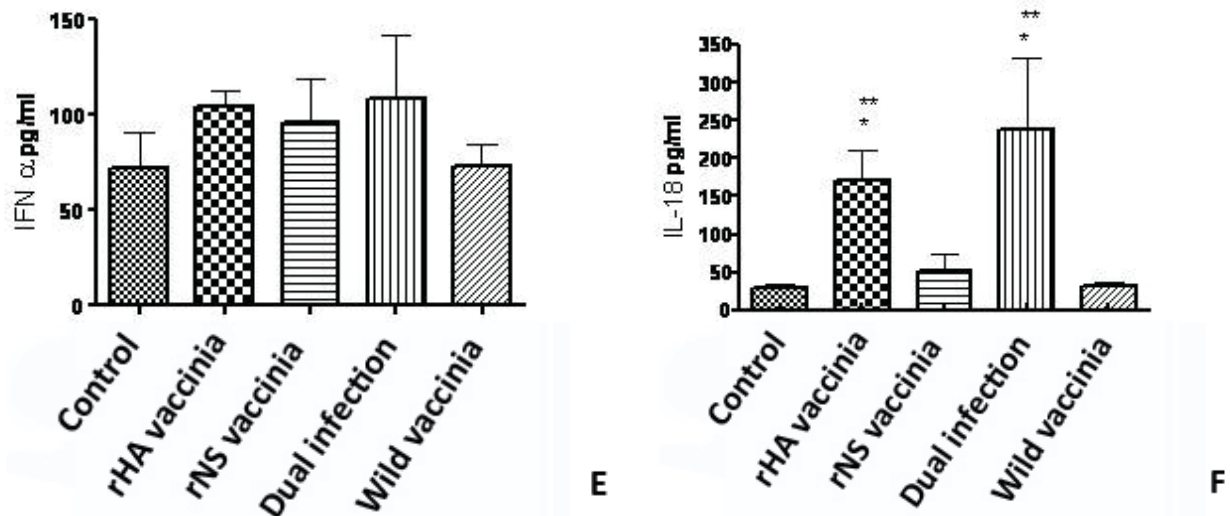 150
100
50
0
IFN α pg/ml
Control
rHA vaccinia
rNS vaccinia
Dual infection
Wild vaccinia
E
350
300
250
200
150
100
50
0
IL-18 pg/ml
**
*
**
*
Control
rHA vaccinia
rNS vaccinia
Dual infection
Wild vaccinia
F